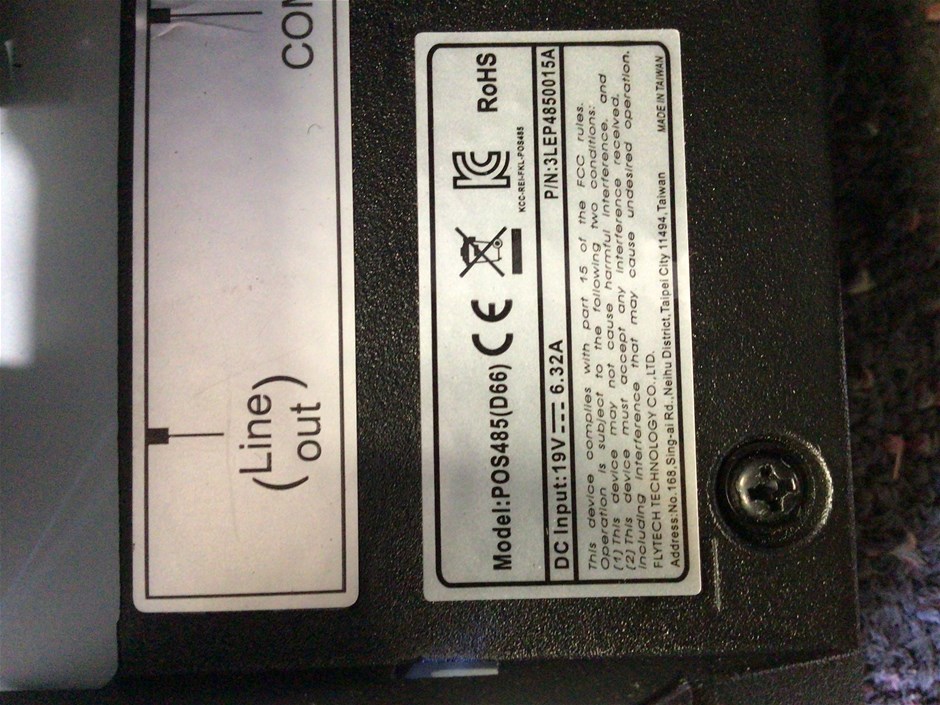 COM
(Line
out)
Model:POS485(D66) CE RoHS
KCC-REI-FKL-POS485
DC Input:19V⎓6.32A P/N:3LEP4850015A
This device complies with part 15 of the FCC rules.
Operation is subject to the following two conditions:
(1)This device may not cause harmful interference, and
(2)This device must accept any interference received,
including interference that may cause undesired operation.
FLYTECH TECHNOLOGY CO.,LTD.
Address:No.168,Sing-ai Rd.,Neihu District,Taipei City 11494,Taiwan MADE IN TAIWAN